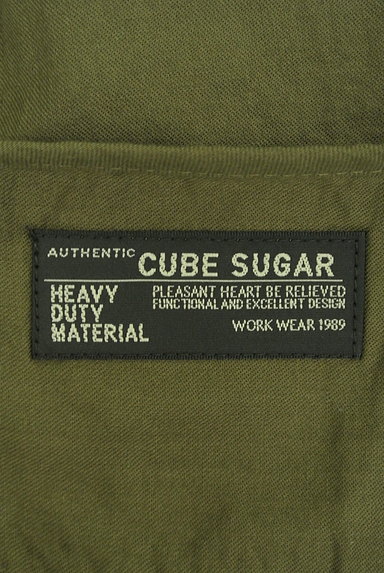 AUTHENTIC CUBE SUGAR
HEAVY DUTY MATERIAL
PLEASANT HEART BE RELIEVED
FUNCTIONAL AND EXCELLENT DESIGN
WORK WEAR 1989